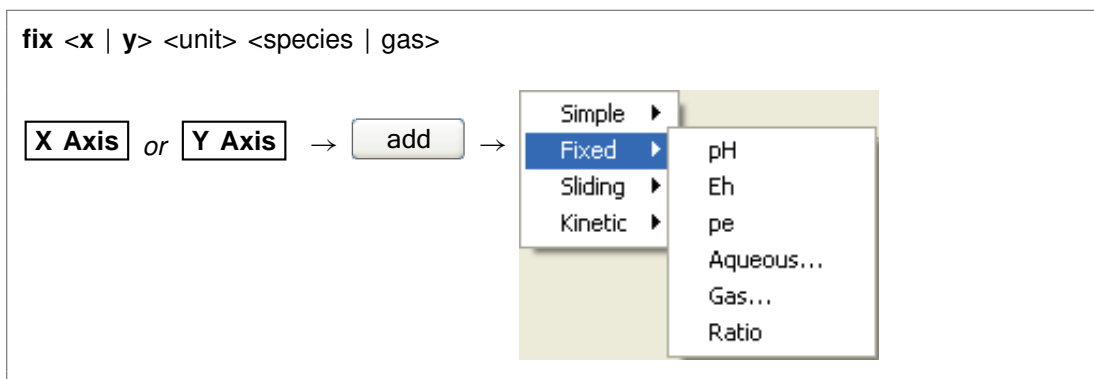 fix <x | y> <unit> <species | gas>
X Axis or Y Axis → add →
Simple
Fixed
Sliding
Kinetic
pH
Eh
pe
Aqueous...
Gas...
Ratio